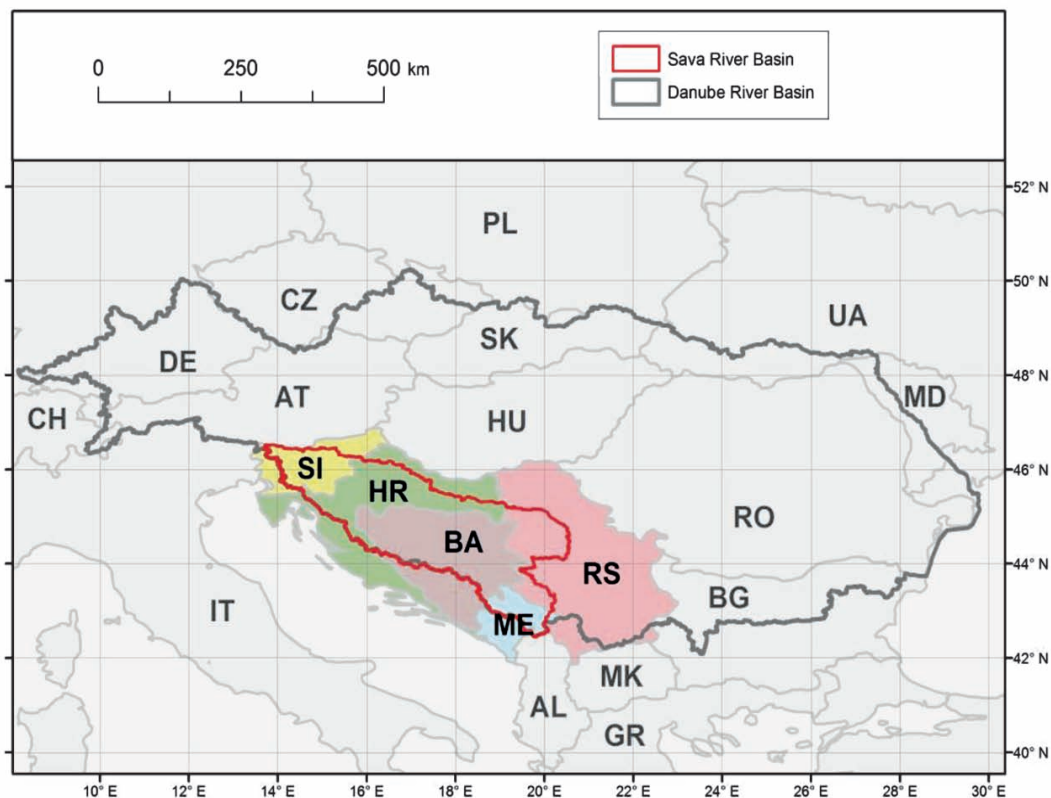 0 250 500 km
Sava River Basin
Danube River Basin
52° N
PL
50° N
CZ
UA
SK
DE
48° N
AT
MD
CH
HU
SI
46° N
HR
RO
BA
RS
44° N
BG
IT
ME
42° N
MK
AL
GR
40° N
10° E 12° E 14° E 16° E 18° E 20° E 22° E 24° E 26° E 28° E 30° E